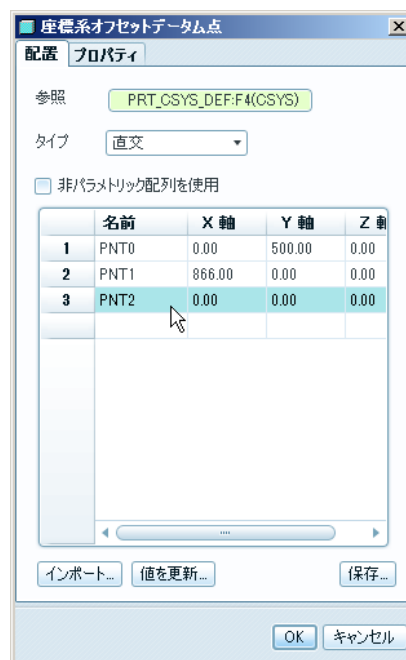 座標系オフセットデータム点
配置 プロパティ
参照 PRT_CSYS_DEF:F4(CSYS)
タイプ 直交
非パラメトリック配列を使用
名前 X 軸 Y 軸 Z 軸
1 PNT0 0.00 500.00 0.00
2 PNT1 866.00 0.00 0.00
3 PNT2 0.00 0.00 0.00
インポート... 値を更新... 保存...
OK キャンセル